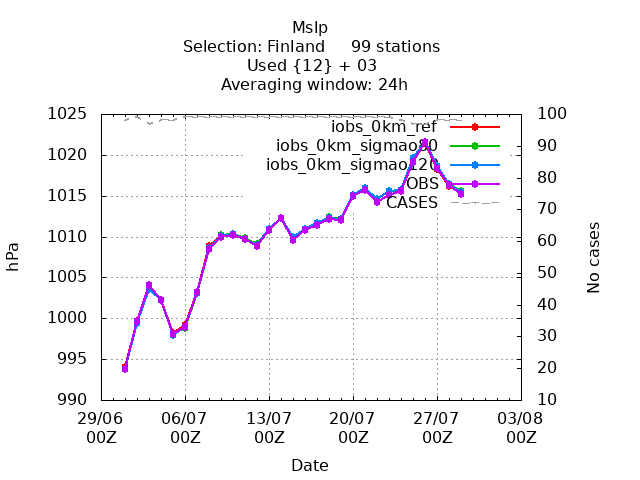 Mslp
Selection: Finland 99 stations
Used {12} + 03
Averaging window: 24h
1025
1020
1015
1010
1005
1000
995
990
hPa
iobs_0km_ref
iobs_0km_sigmao80
iobs_0km_sigmao120
OBS
CASES
100
90
80
70
60
50
40
30
20
10
No cases
29/06 06/07 13/07 20/07 27/07 03/08
00Z 00Z 00Z 00Z 00Z 00Z
Date